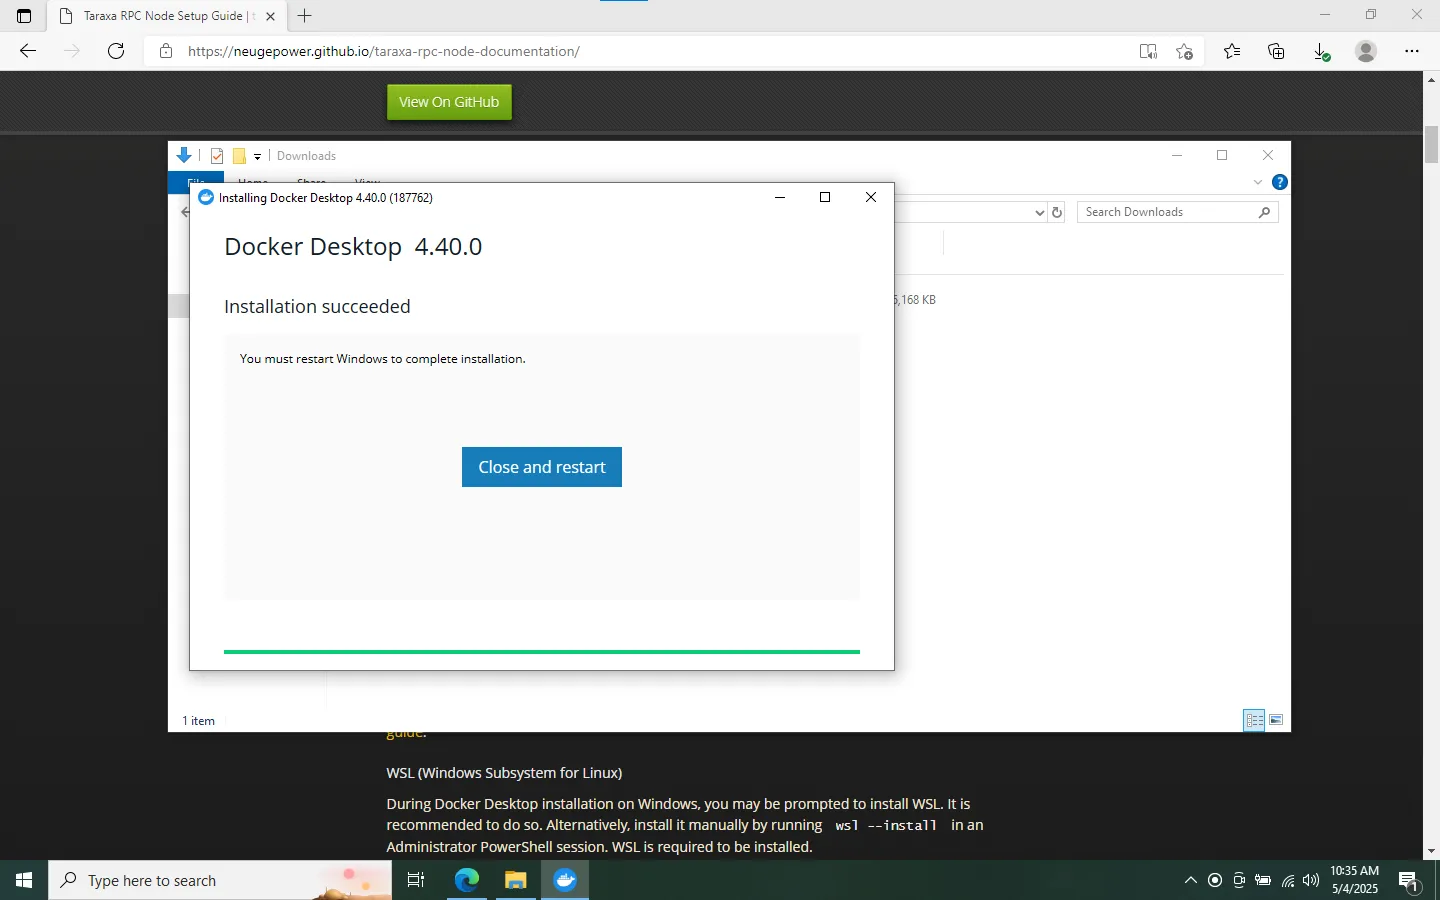 Taraxa RPC Node Setup Guide | t
https://neugepower.github.io/taraxa-rpc-node-documentation/
View On GitHub
Downloads
File
Home
Share
View
Installing Docker Desktop 4.40.0 (187762)
Search Downloads
Docker Desktop 4.40.0
,168 KB
Installation succeeded
You must restart Windows to complete installation.
Close and restart
1 item
guide.
WSL (Windows Subsystem for Linux)
During Docker Desktop installation on Windows, you may be prompted to install WSL. It is
recommended to do so. Alternatively, install it manually by running wsl --install in an
Administrator PowerShell session. WSL is required to be installed.
Type here to search
10:35 AM
5/4/2025
1